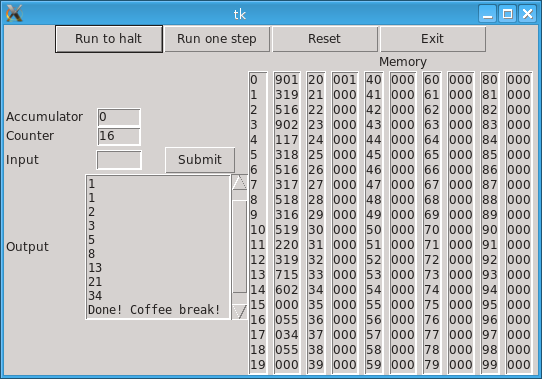 tk
Run to halt Run one step Reset Exit
Memory
Accumulator 0
Counter 16
Input Submit
Output
1
1
2
3
5
8
13
21
34
Done! Coffee break!
0 901 20 001 40 000 60 000 80 000
1 319 21 000 41 000 61 000 81 000
2 516 22 000 42 000 62 000 82 000
3 902 23 000 43 000 63 000 83 000
4 117 24 000 44 000 64 000 84 000
5 318 25 000 45 000 65 000 85 000
6 516 26 000 46 000 66 000 86 000
7 317 27 000 47 000 67 000 87 000
8 518 28 000 48 000 68 000 88 000
9 316 29 000 49 000 69 000 89 000
10 519 30 000 50 000 70 000 90 000
11 220 31 000 51 000 71 000 91 000
12 319 32 000 52 000 72 000 92 000
13 715 33 000 53 000 73 000 93 000
14 602 34 000 54 000 74 000 94 000
15 000 35 000 55 000 75 000 95 000
16 055 36 000 56 000 76 000 96 000
17 034 37 000 57 000 77 000 97 000
18 055 38 000 58 000 78 000 98 000
19 000 39 000 59 000 79 000 99 000